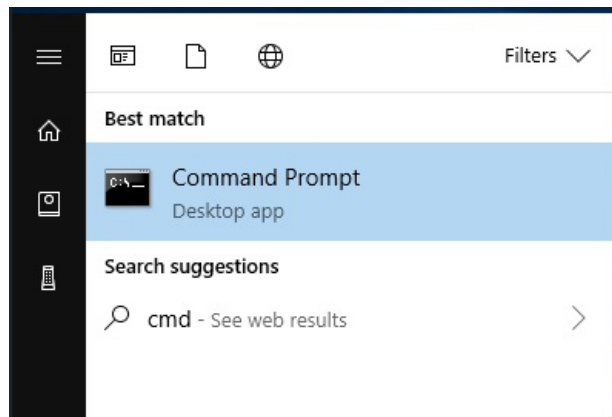 Filters
Best match
C:\_
Command Prompt
Desktop app
Search suggestions
cmd - See web results